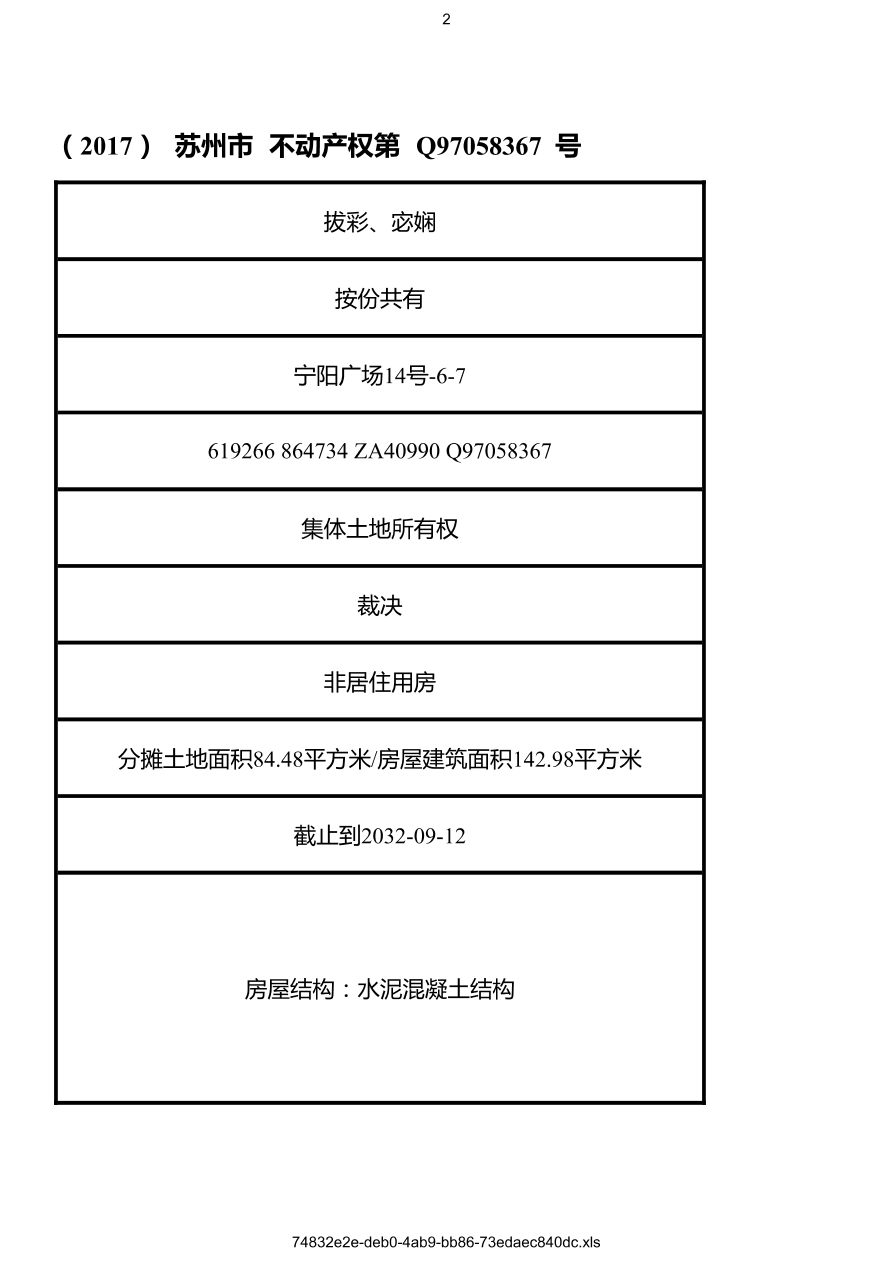 2
（2017） 苏州市 不动产权第 Q97058367 号
拔彩、宓娴
按份共有
宁阳广场14号-6-7
619266 864734 ZA40990 Q97058367
集体土地所有权
裁决
非居住用房
分摊土地面积84.48平方米/房屋建筑面积142.98平方米
截止到2032-09-12
房屋结构：水泥混凝土结构
74832e2e-deb0-4ab9-bb86-73edaec840dc.xls